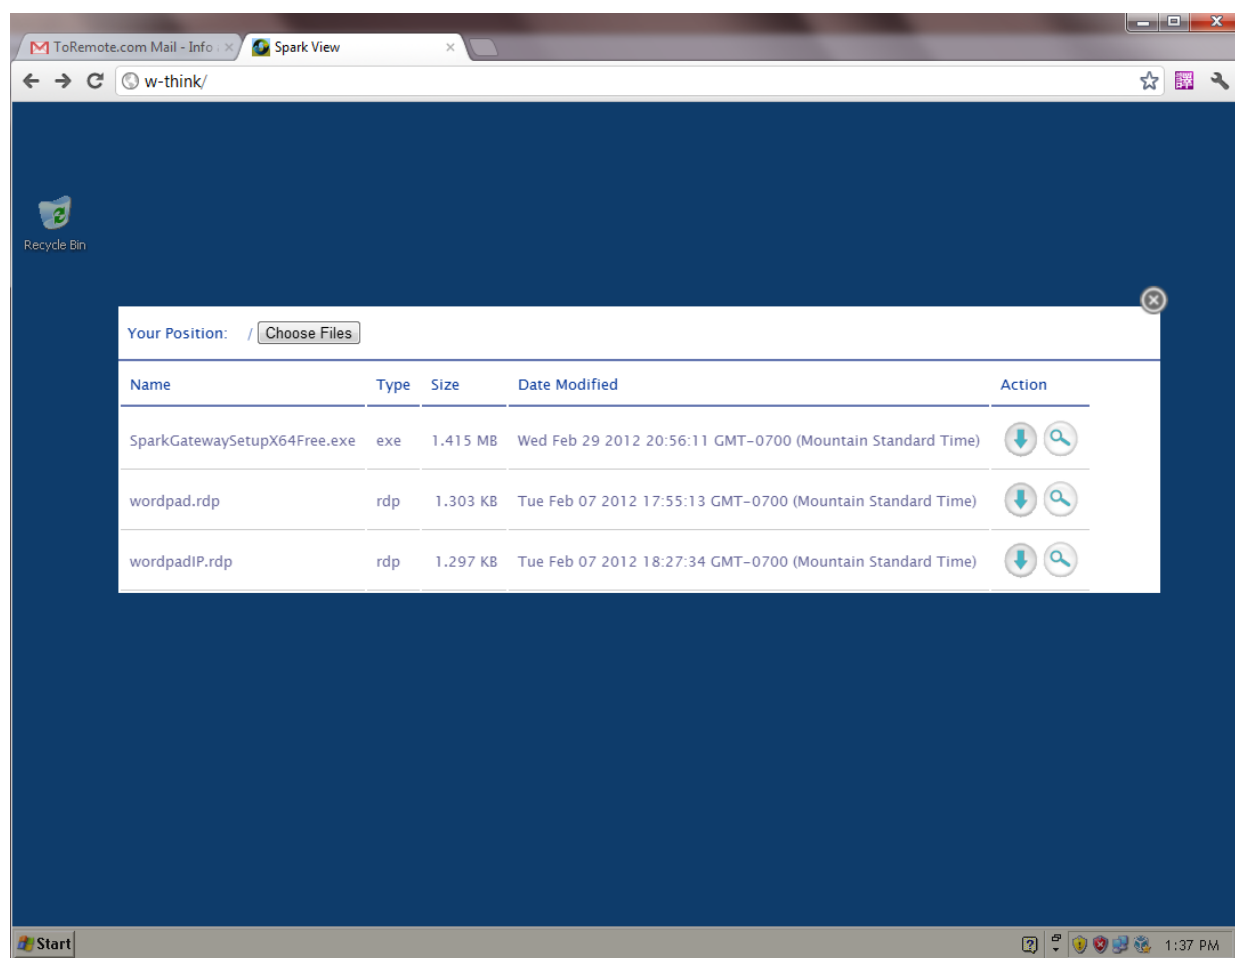 ToRemote.com Mail - Info
Spark View
w-think/
譯
Recycle Bin
Your Position: / Choose Files
Name Type Size Date Modified Action
SparkGatewaySetupX64Free.exe exe 1.415 MB Wed Feb 29 2012 20:56:11 GMT-0700 (Mountain Standard Time)
wordpad.rdp rdp 1.303 KB Tue Feb 07 2012 17:55:13 GMT-0700 (Mountain Standard Time)
wordpadIP.rdp rdp 1.297 KB Tue Feb 07 2012 18:27:34 GMT-0700 (Mountain Standard Time)
Start 1:37 PM